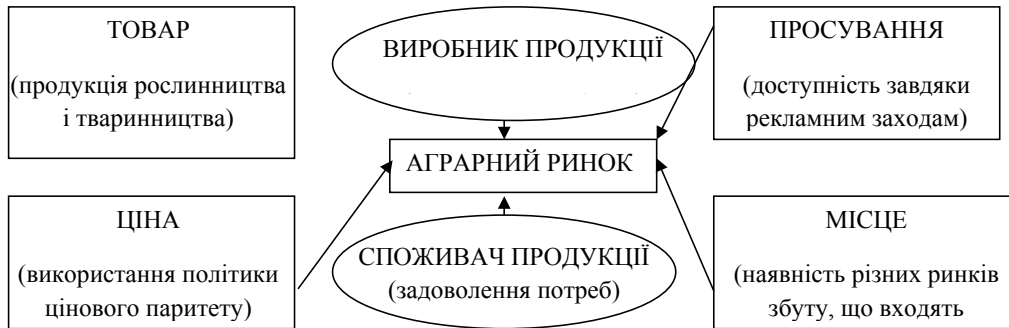 ТОВАР
(продукція рослинництва
і тваринництва)
ВИРОБНИК ПРОДУКЦІЇ
ПРОСУВАННЯ
(доступність завдяки
рекламним заходам)
АГРАРНИЙ РИНОК
ЦІНА
(використання політики
цінового паритету)
СПОЖИВАЧ ПРОДУКЦІЇ
(задоволення потреб)
МІСЦЕ
(наявність різних ринків
збуту, що входять